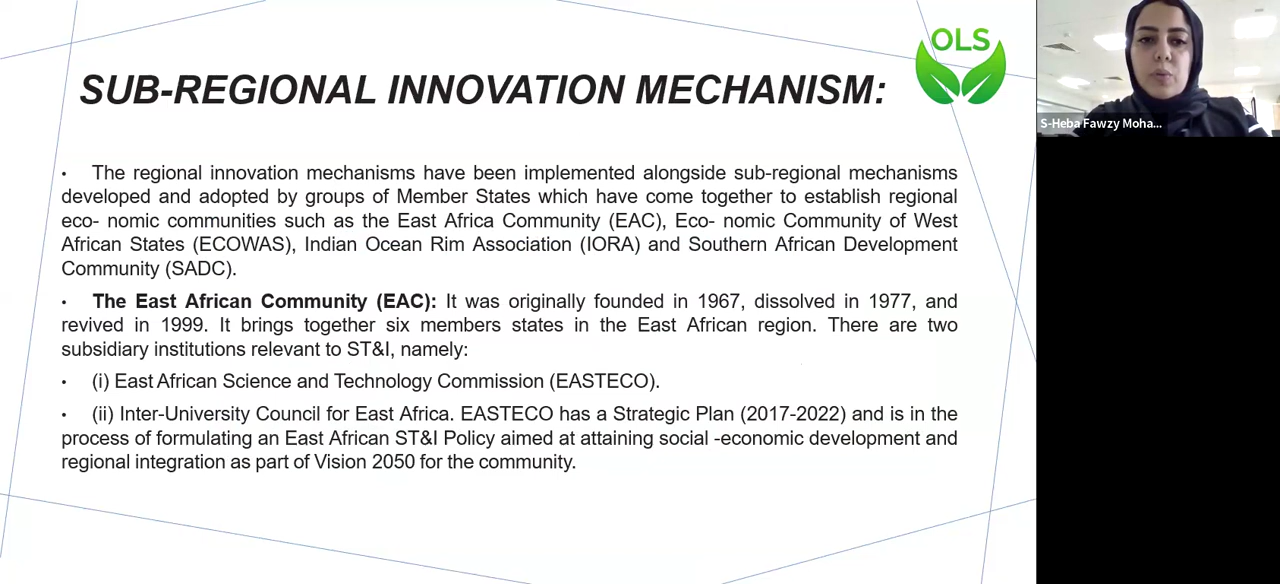 OLS
SUB-REGIONAL INNOVATION MECHANISM:
S-Heba Fawzy Moha...
• The regional innovation mechanisms have been implemented alongside sub-regional mechanisms
developed and adopted by groups of Member States which have come together to establish regional
eco- nomic communities such as the East Africa Community (EAC), Eco- nomic Community of West
African States (ECOWAS), Indian Ocean Rim Association (IORA) and Southern African Development
Community (SADC).
• The East African Community (EAC): It was originally founded in 1967, dissolved in 1977, and
revived in 1999. It brings together six members states in the East African region. There are two
subsidiary institutions relevant to ST&I, namely:
• (i) East African Science and Technology Commission (EASTECO).
• (ii) Inter-University Council for East Africa. EASTECO has a Strategic Plan (2017-2022) and is in the
process of formulating an East African ST&I Policy aimed at attaining social -economic development and
regional integration as part of Vision 2050 for the community.